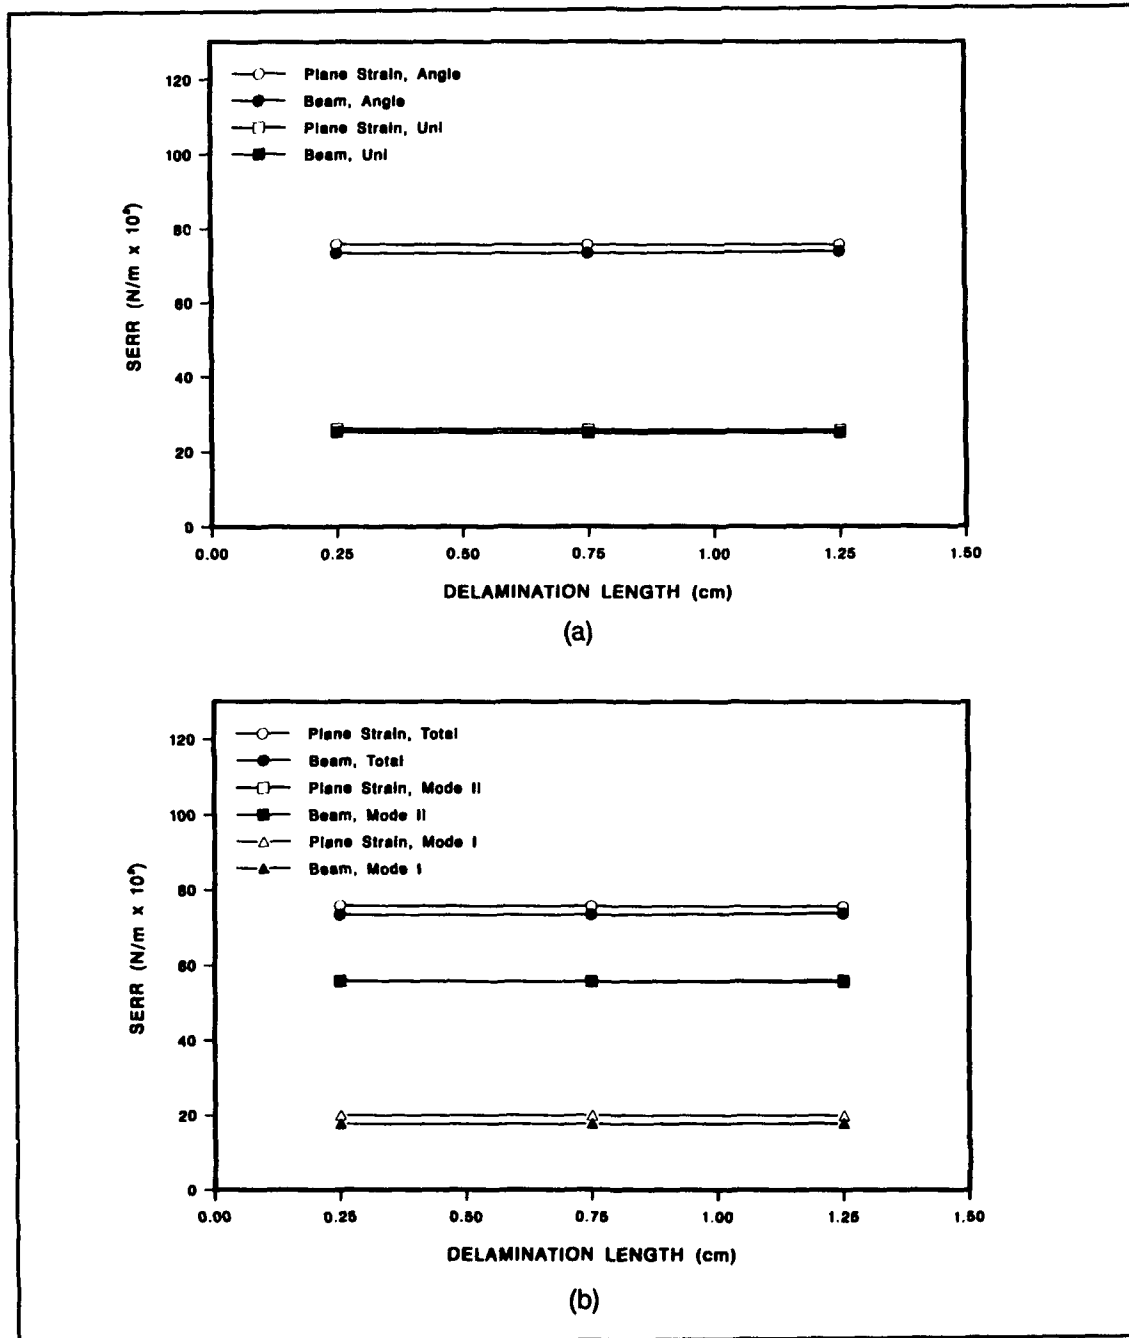 Plane Strain, Angle
Beam, Angle
Plane Strain, Uni
Beam, Uni
120
100
80
60
40
20
0
SERR (N/m x 10
0.00 0.25 0.50 0.75 1.00 1.25 1.50
DELAMINATION LENGTH (cm)
(a)
Plane Strain, Total
Beam, Total
Plane Strain, Mode II
Beam, Mode II
Plane Strain, Mode I
Beam, Mode I
120
100
80
60
40
20
0
SERR (N/m x 10
0.00 0.25 0.50 0.75 1.00 1.25 1.50
DELAMINATION LENGTH (cm)
(b)